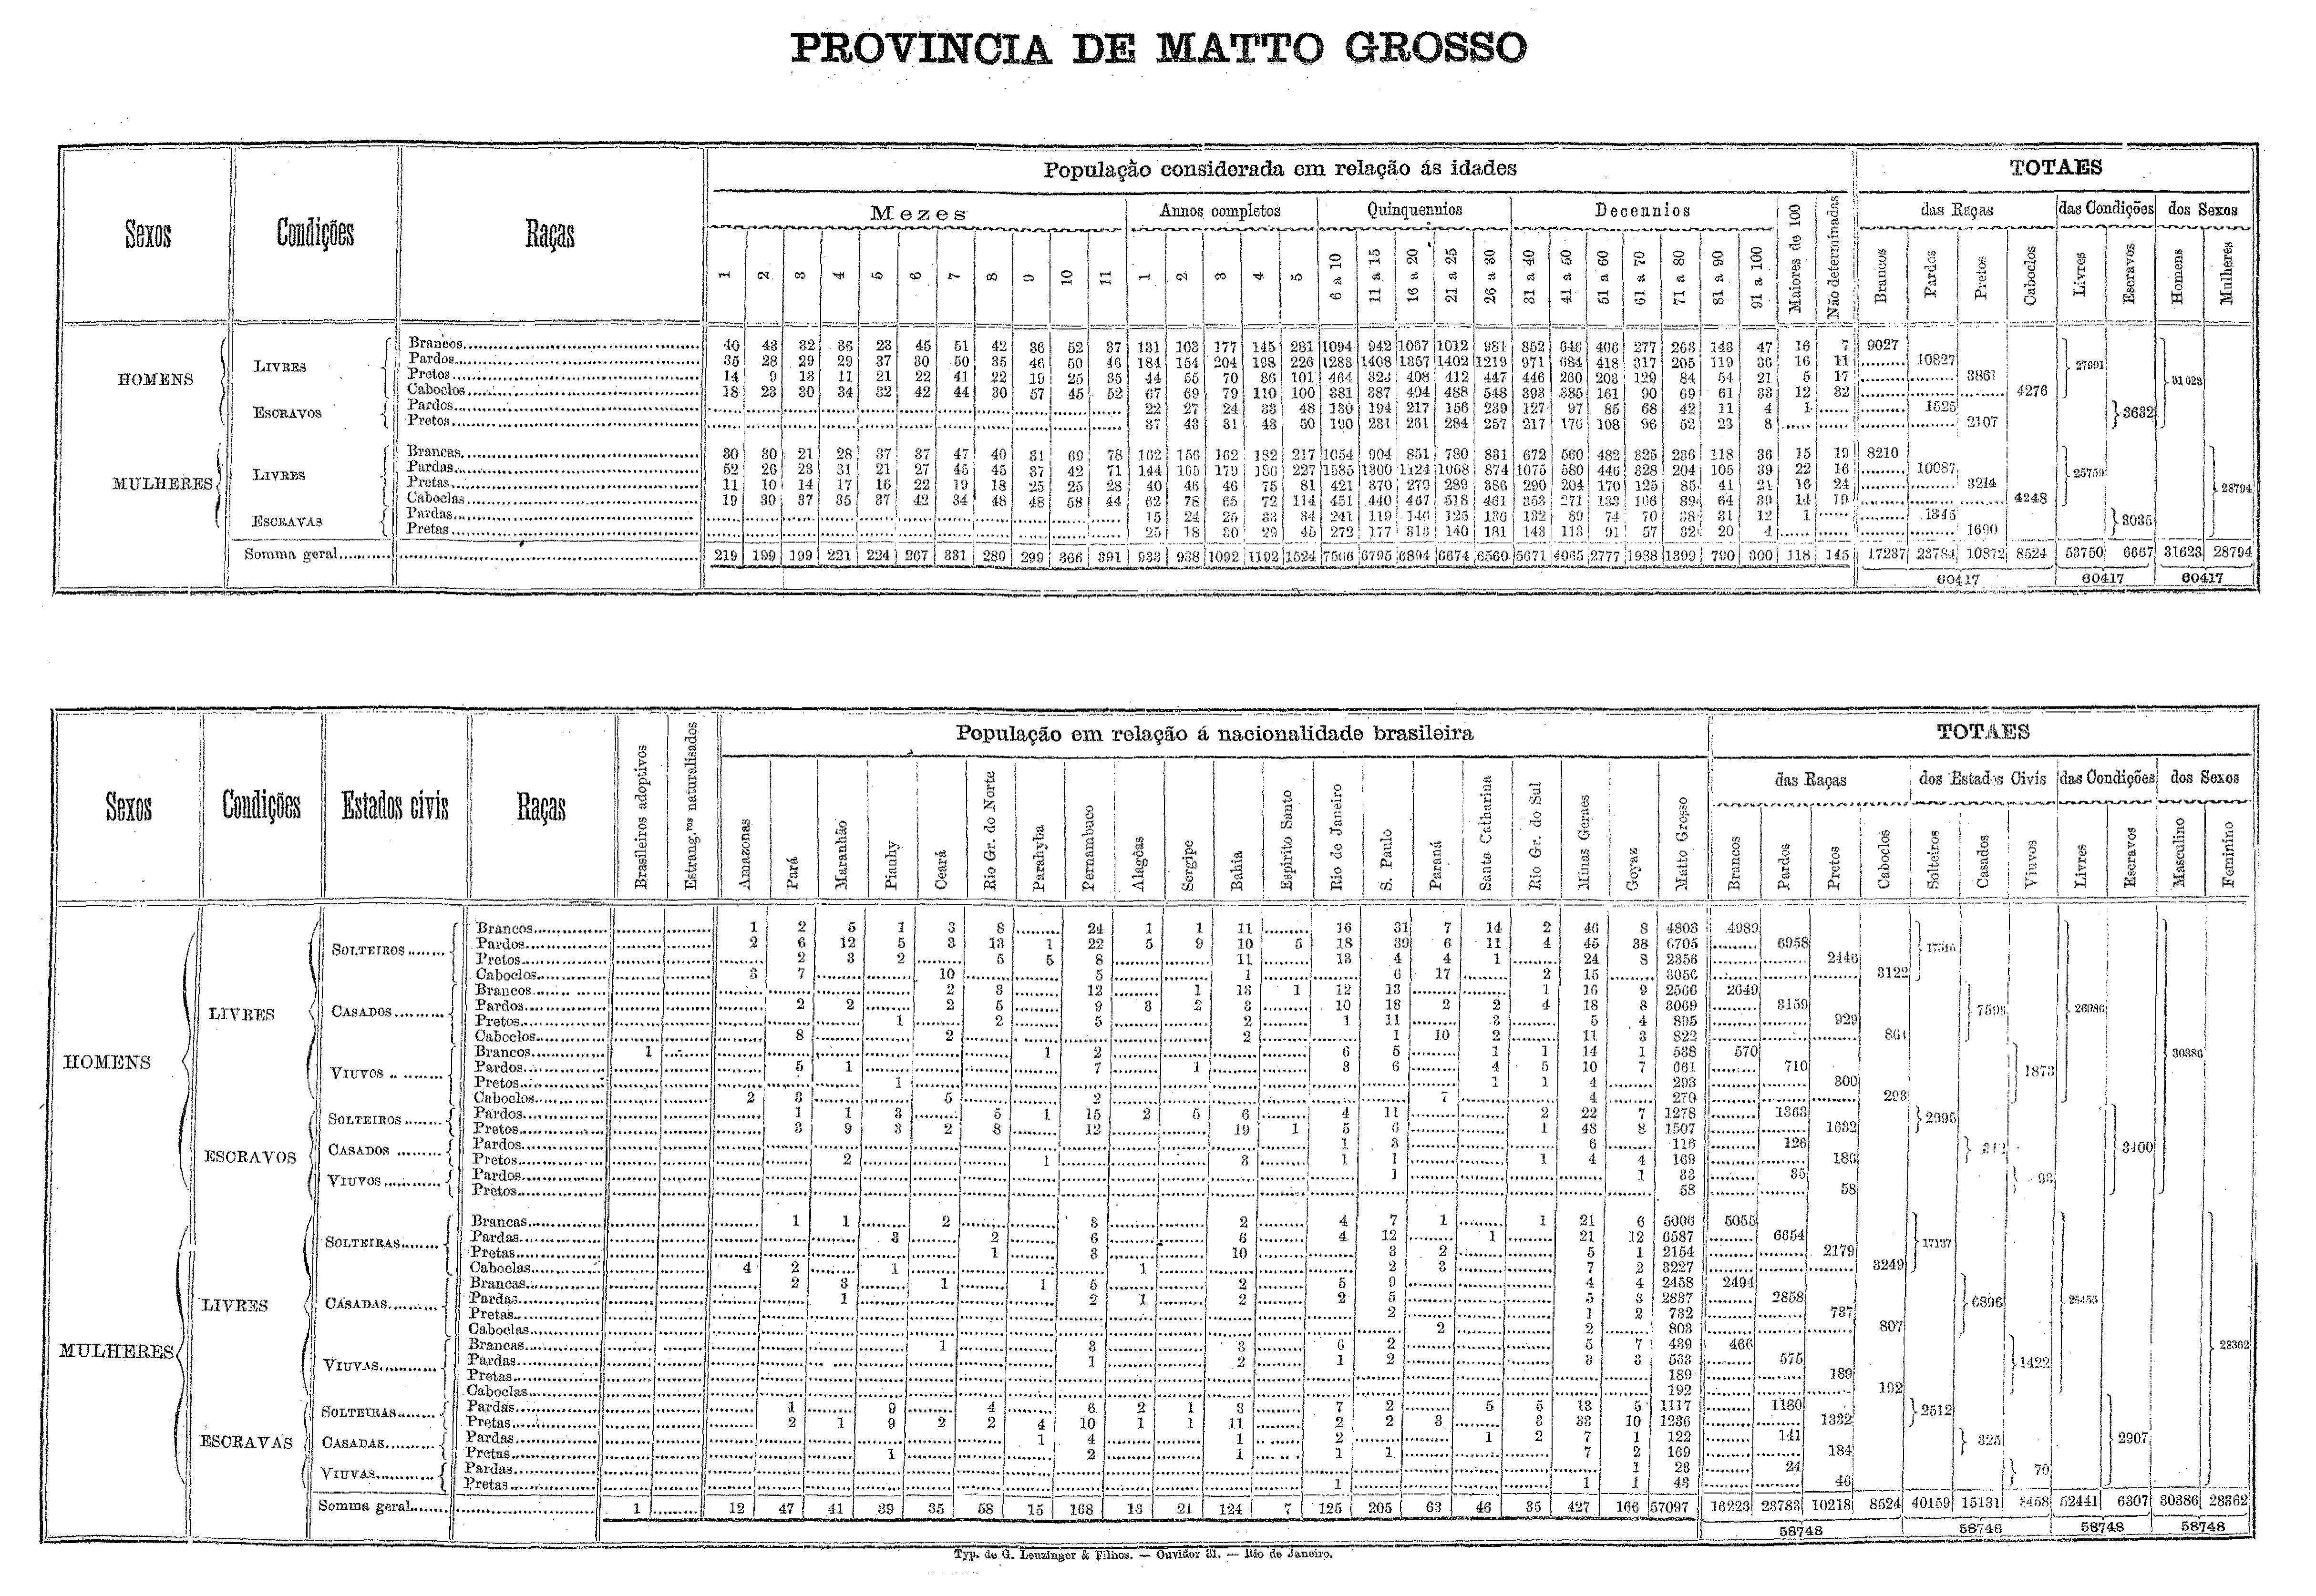 PROVINCIA DE MATTO GROSSO
Sexos Condições Raças População considerada em relação ás idades TOTAES
Mezes Annos completos Quinquennios Decennios Maiores de 100 Não determinadas das Raças das Condições dos Sexos
1 2 3 4 5 6 7 8 9 10 11 1 2 3 4 5 6 a 10 11 a 15 16 a 20 21 a 25 26 a 30 31 a 40 41 a 50 51 a 60 61 a 70 71 a 80 81 a 90 91 a 100 Brancos Pardos Pretos Caboclos Livres Escravos Homens Mulheres
HOMENS LIVRES Brancos 40 43 32 36 23 45 51 42 36 52 37 131 103 177 145 281 1094 942 1067 1012 981 852 646 406 277 263 143 47 16 7 9027
Pardos 35 28 29 29 37 30 50 35 46 50 46 184 154 204 198 226 1283 1408 1357 1402 1219 971 684 418 317 205 119 36 16 11 10827
Pretos 14 9 13 11 21 22 41 22 19 25 35 44 55 70 86 101 464 323 408 412 447 446 260 203 129 84 54 21 5 17 3861
Caboclos 18 23 30 34 32 42 44 30 57 45 52 67 69 79 110 100 381 387 494 488 548 393 385 161 90 69 61 33 12 32 4276
27991 31623
ESCRAVOS Pardos 22 27 24 33 48 130 194 217 156 239 127 97 85 68 42 11 4 1 1525
Pretos 37 43 31 43 50 190 231 261 284 257 217 176 108 96 52 23 8 2107
3632
MULHERES LIVRES Brancas 30 30 21 28 37 37 47 40 31 69 78 162 156 162 182 217 1054 904 851 780 831 672 560 482 325 236 118 36 15 19 8210
Pardas 52 26 23 31 21 27 45 45 37 42 71 144 165 179 186 227 1585 1300 1124 1068 874 1075 580 446 328 204 105 39 22 16 10087
Pretas 11 10 14 17 16 22 19 18 25 25 28 40 46 46 75 81 421 370 279 289 386 290 204 170 125 85 41 21 16 24 3214
Caboclas 19 30 37 35 37 42 34 48 48 58 44 62 78 65 72 114 451 440 467 518 461 353 271 133 106 89 64 39 14 19 4248
25759 28794
ESCRAVAS Pardas 15 24 25 33 34 241 119 146 125 136 132 89 74 70 38 31 12 1 1345
Pretas 25 18 30 29 45 272 177 313 140 181 143 113 91 57 32 20 4 1690
3035
Somma geral 219 199 199 221 224 267 331 280 299 366 391 933 938 1092 1192 1524 7566 6795 6894 6674 6560 5671 4065 2777 1988 1399 790 300 118 145 17237 23784 10872 8524 53750 6667 31623 28794
60417 60417 60417
Sexos Condições Estados civis Raças Brasileiros adoptivos Estrang.ros naturalisados População em relação á nacionalidade brasileira TOTAES
das Raças dos Estados Civis das Condições dos Sexos
Amazonas Pará Maranhão Piauhy Ceará Rio Gr. do Norte Parahyba Pernambuco Alagôas Sergipe Bahia Espirito Santo Rio de Janeiro S. Paulo Paraná Santa Catharina Rio Gr. do Sul Minas Geraes Goyaz Matto Grosso Brancos Pardos Pretos Caboclos Solteiros Casados Viuvos Livres Escravos Masculino Feminino
HOMENS LIVRES SOLTEIROS Brancos 1 2 5 1 3 8 24 1 1 11 16 31 7 14 2 46 8 4808 4989
Pardos 2 6 12 5 3 13 1 22 5 9 10 5 18 39 6 11 4 45 38 6705 6958
Pretos 2 3 2 5 5 8 11 13 4 4 1 24 8 2356 2446
Caboclos 3 7 10 5 1 6 17 2 15 3056 3122
17515
CASADOS Brancos 2 3 12 1 13 1 12 13 1 16 9 2566 2649
Pardos 2 2 2 5 9 3 2 3 10 18 2 2 4 18 8 3069 3159
Pretos 1 2 5 2 1 11 3 5 4 895 929
Caboclos 8 2 2 1 10 2 11 3 822 861
7598 26986
VIUVOS Brancos 1 1 2 6 5 1 1 14 1 538 570
Pardos 5 1 7 1 3 6 4 5 10 7 661 710
Pretos 1 1 1 4 293 300
Caboclos 2 3 5 2 7 4 270 293
1873 30386
ESCRAVOS SOLTEIROS Pardos 1 1 3 5 1 15 2 5 6 4 11 2 22 7 1278 1363
Pretos 3 9 3 2 8 12 19 1 5 6 1 48 8 1507 1632
2995
CASADOS Pardos 1 3 6 116 126
Pretos 2 1 3 1 1 1 4 4 169 186
3400
VIUVOS Pardos 1 1 33 35
Pretos 58 58
93
MULHERES LIVRES SOLTEIRAS Brancas 1 1 2 8 2 4 7 1 1 21 6 5006 5055
Pardas 3 2 6 6 4 12 1 21 12 6587 6654
Pretas 1 3 10 3 2 5 1 2154 2179
Caboclas 4 2 1 1 2 3 7 2 3227 3249
17137
CASADAS Brancas 2 3 1 1 5 2 5 9 4 4 2458 2494
Pardas 1 2 1 2 2 5 5 3 2837 2858
Pretas 2 1 2 732 737
Caboclas 2 2 803 807
6896 25455
VIUVAS Brancas 1 3 3 6 2 5 7 439 466
Pardas 1 2 1 2 3 3 533 575
Pretas 189 189
Caboclas 192 192
1422 28362
ESCRAVAS SOLTEIRAS Pardas 1 9 4 6 2 1 3 7 2 5 5 13 5 1117 1180
Pretas 2 1 9 2 2 4 10 1 1 11 2 2 3 3 33 10 1236 1332
2512
CASADAS Pardas 1 4 1 2 1 2 7 1 122 141
Pretas 1 2 1 1 1 7 2 169 184
325 2907
VIUVAS Pardas 1 23 24
Pretas 1 1 1 43 46
70
Somma geral 1 12 47 41 39 35 58 15 168 16 21 124 7 125 205 63 46 35 427 166 57097 16223 23783 10218 8524 40159 15131 3458 52441 6307 30386 28362
58748 58748 58748 58748
Typ. de G. Leuzinger & Filhos. — Ouvidor 31. — Rio de Janeiro.